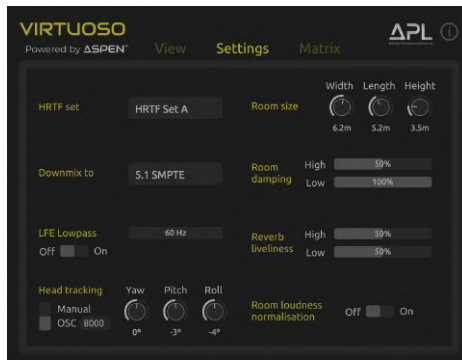 VIRTUOSO
Powered by ASPEN™
View
Settings
Matrix
APL
HRTF set
HRTF Set A
Room size
Width
Length
Height
6.2m
5.2m
3.5m
Downmix to
5.1 SMPTE
Room damping
High
50%
Low
100%
LFE Lowpass
60 Hz
Off
On
Reverb liveliness
High
50%
Low
50%
Head tracking
Manual
OSC 8000
Yaw
Pitch
Roll
0°
-3°
-4°
Room loudness normalisation
Off
On